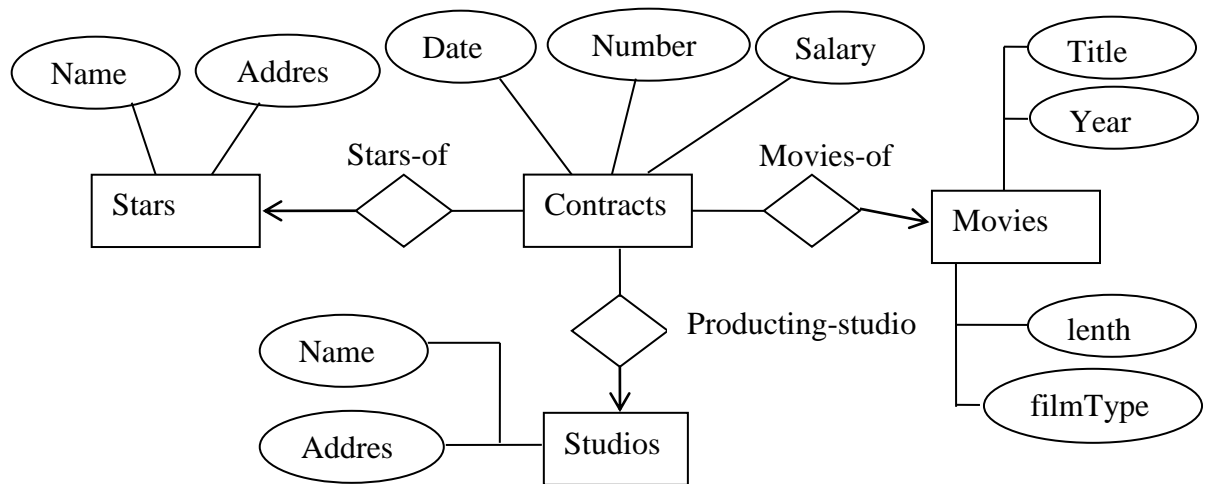 Date
Number
Salary
Title
Name
Addres
Year
Stars-of
Movies-of
Stars
Contracts
Movies
Producting-studio
Name
lenth
filmType
Addres
Studios